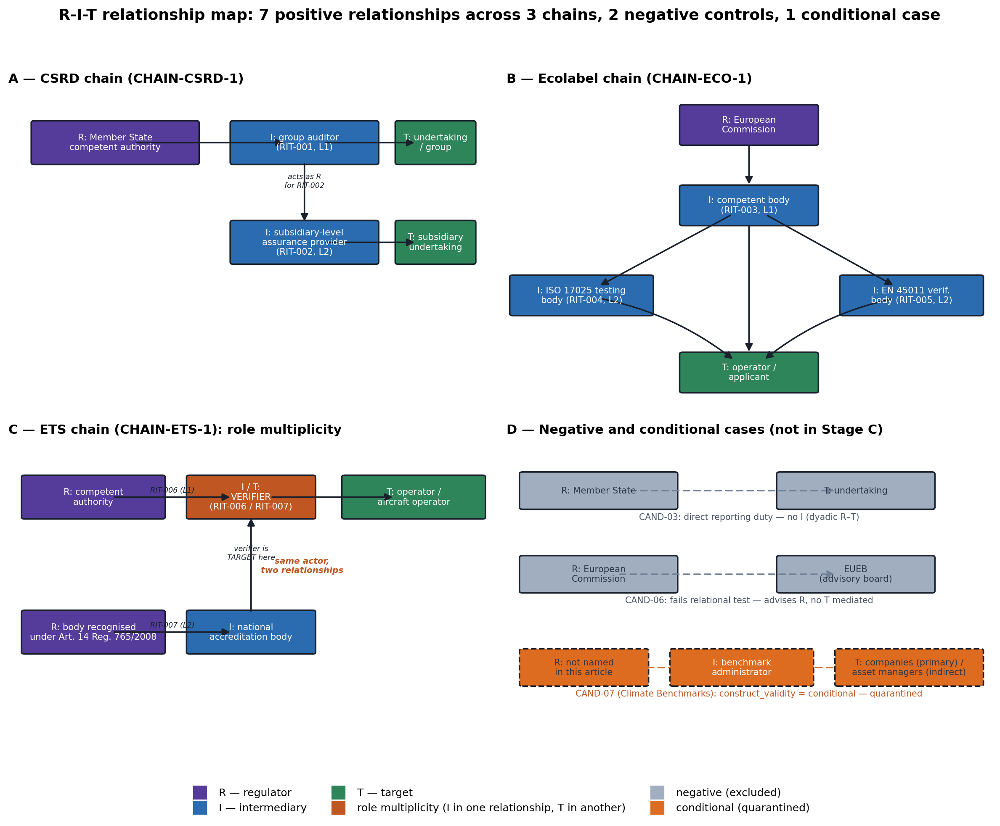 R-I-T relationship map: 7 positive relationships across 3 chains, 2 negative controls, 1 conditional case
A — CSRD chain (CHAIN-CSRD-1)
R: Member State
competent authority
I: group auditor
(RIT-001, L1)
T: undertaking
/ group
acts as R
for RIT-002
I: subsidiary-level
assurance provider
(RIT-002, L2)
T: subsidiary
undertaking
B — Ecolabel chain (CHAIN-ECO-1)
R: European
Commission
I: competent body
(RIT-003, L1)
I: ISO 17025 testing
body (RIT-004, L2)
I: EN 45011 verif.
body (RIT-005, L2)
T: operator /
applicant
C — ETS chain (CHAIN-ETS-1): role multiplicity
R: competent
authority
RIT-006 (L1)
I / T:
VERIFIER
(RIT-006 / RIT-007)
T: operator /
aircraft operator
verifier is
TARGET here
same actor,
two relationships
R: body recognised
under Art. 14 Reg. 765/2008
RIT-007 (L2)
I: national
accreditation body
D — Negative and conditional cases (not in Stage C)
R: Member State
T: undertaking
CAND-03: direct reporting duty — no I (dyadic R–T)
R: European
Commission
EUEB
(advisory board)
CAND-06: fails relational test — advises R, no T mediated
R: not named
in this article
I: benchmark
administrator
T: companies (primary) /
asset managers (indirect)
CAND-07 (Climate Benchmarks): construct_validity = conditional — quarantined
R — regulator
I — intermediary
T — target
role multiplicity (I in one relationship, T in another)
negative (excluded)
conditional (quarantined)